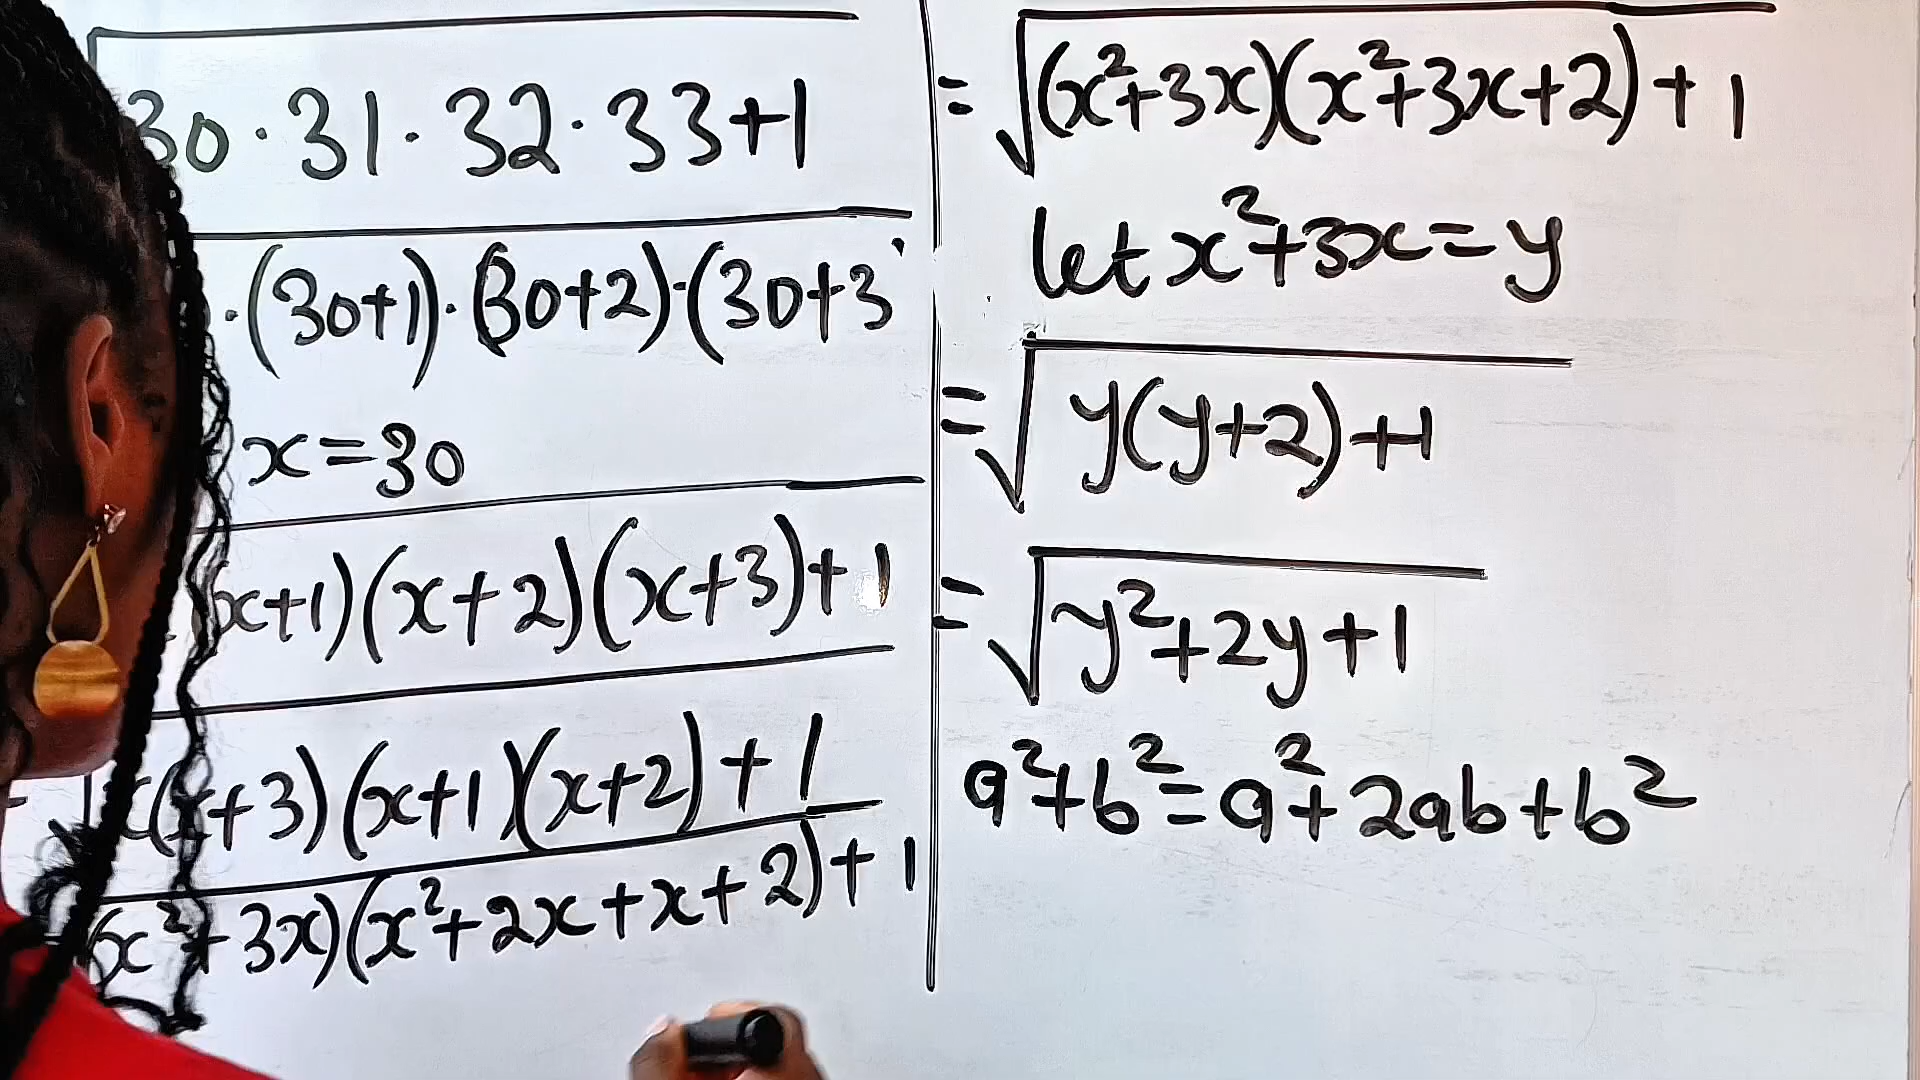 √30·31·32·33+1
·(30+1)·(30+2)·(30+3
x=30
(x+1)(x+2)(x+3)+1
x(x+3)(x+1)(x+2)+1
(x²+3x)(x²+2x+x+2)+1
=√(x²+3x)(x²+3x+2)+1
let x²+3x=y
=√y(y+2)+1
=√y²+2y+1
a²+b²=a²+2ab+b²